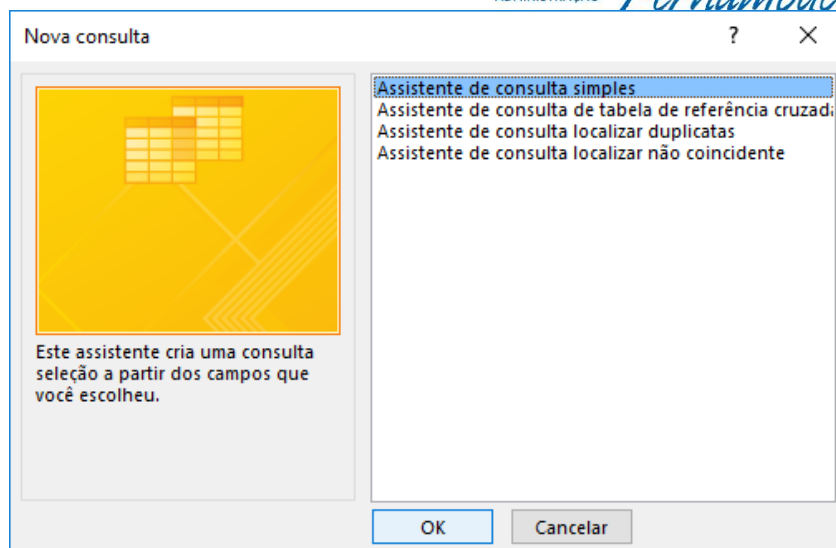 Nova consulta
?
Assistente de consulta simples
Assistente de consulta de tabela de referência
Assistente de consulta localizar duplicatas
Assistente de consulta localizar não coincidente
Este assistente cria uma consulta
seleção a partir dos campos que
você escolheu.
OK
Cancelar